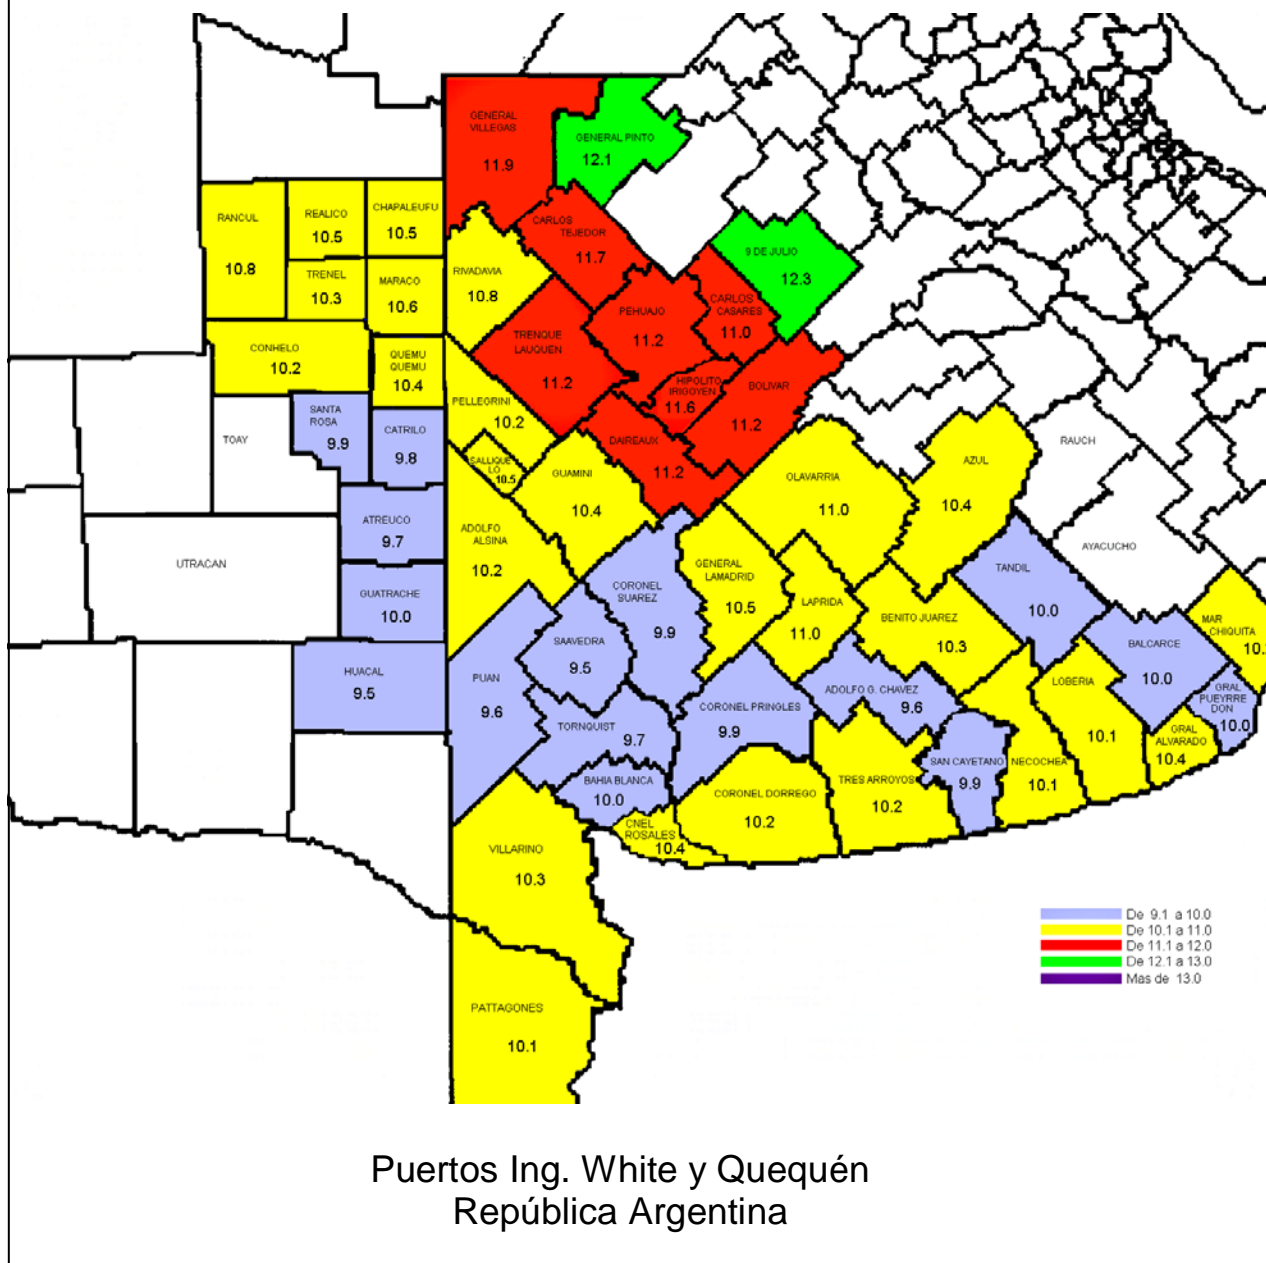 GENERAL
VILLEGAS
11.9
GENERAL PINTO
12.1
RANCUL
10.8
REALICO
10.5
CHAPALEUFU
10.5
TRENEL
10.3
MARACO
10.6
RIVADAVIA
10.8
CARLOS
TEJEDOR
11.7
9 DE JULIO
12.3
PEHUAJO
11.2
CARLOS
CASARES
11.0
TRENQUE
LAUQUEN
11.2
HIPOLITO
IRIGOYEN
11.6
BOLIVAR
11.2
CONHELO
10.2
QUEMU
QUEMU
10.4
PELLEGRINI
10.2
SANTA
ROSA
9.9
TOAY
CATRILO
9.8
SALLIQUE
LO
10.5
GUAMINI
10.4
DAIREAUX
11.2
OLAVARRIA
11.0
AZUL
10.4
RAUCH
ATREUCO
9.7
ADOLFO
ALSINA
10.2
AYACUCHO
UTRACAN
GUATRACHE
10.0
CORONEL
SUAREZ
9.9
GENERAL
LAMADRID
10.5
LAPRIDA
11.0
TANDIL
10.0
BENITO JUAREZ
10.3
MAR
CHIQUITA
10.
HUACAL
9.5
PUAN
9.6
SAAVEDRA
9.5
BALCARCE
10.0
LOBERIA
10.1
GRAL
PUEYRRE
DON
10.0
TORNQUIST
9.7
CORONEL PRINGLES
9.9
ADOLFO G. CHAVEZ
9.6
GRAL
ALVARADO
10.4
BAHIA BLANCA
10.0
CORONEL DORREGO
10.2
TRES ARROYOS
10.2
SAN CAYETANO
9.9
NECOCHEA
10.1
CNEL
ROSALES
10.4
VILLARINO
10.3
PATTAGONES
10.1
De 9.1 a 10.0
De 10.1 a 11.0
De 11.1 a 12.0
De 12.1 a 13.0
Mas de 13.0
Puertos Ing. White y Quequén
República Argentina